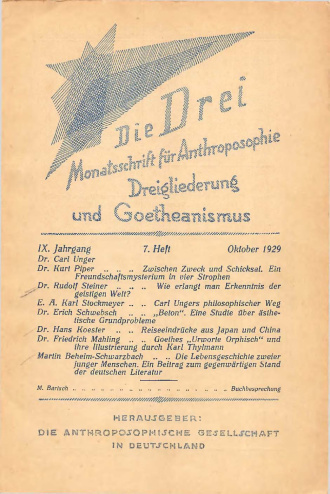 Die Drei
Monatsschrift für Anthroposophie
Dreigliederung
und Goetheanismus
IX. Jahrgang 7. Heft Oktober 1929
Dr. Carl Unger
Dr. Kurt Piper „ „ „ Zwischen Zweck und Schicksal. Ein
Freundschaftsmysterium in vier Strophen
Dr. Rudolf Steiner „ „ „ Wie erlangt man Erkenntnis der
geistigen Welt?
E. A. Karl Stockmeyer „ „ Carl Ungers philosophischer Weg
Dr. Erich Schwebsch „ „ „Beton". Eine Studie über ästhe-
tische Grundprobleme
Dr. Hans Koester „ „ Reiseeindrücke aus Japan und China
Dr. Friedrich Mahling „ „ Goethes „Urworte Orphisch" und
ihre Illustrierung durch Karl Thylmann
Martin Beheim-Schwarzbach „ „ Die Lebensgeschichte zweier
junger Menschen. Ein Beitrag zum gegenwärtigen Stand
der deutschen Literatur
M. Bartsch . . . . . . . . . . . . . . . . Buchbesprechung
HERAUSGEBER:
DIE ANTHROPOSOPHISCHE GESELLSCHAFT
IN DEUTSCHLAND